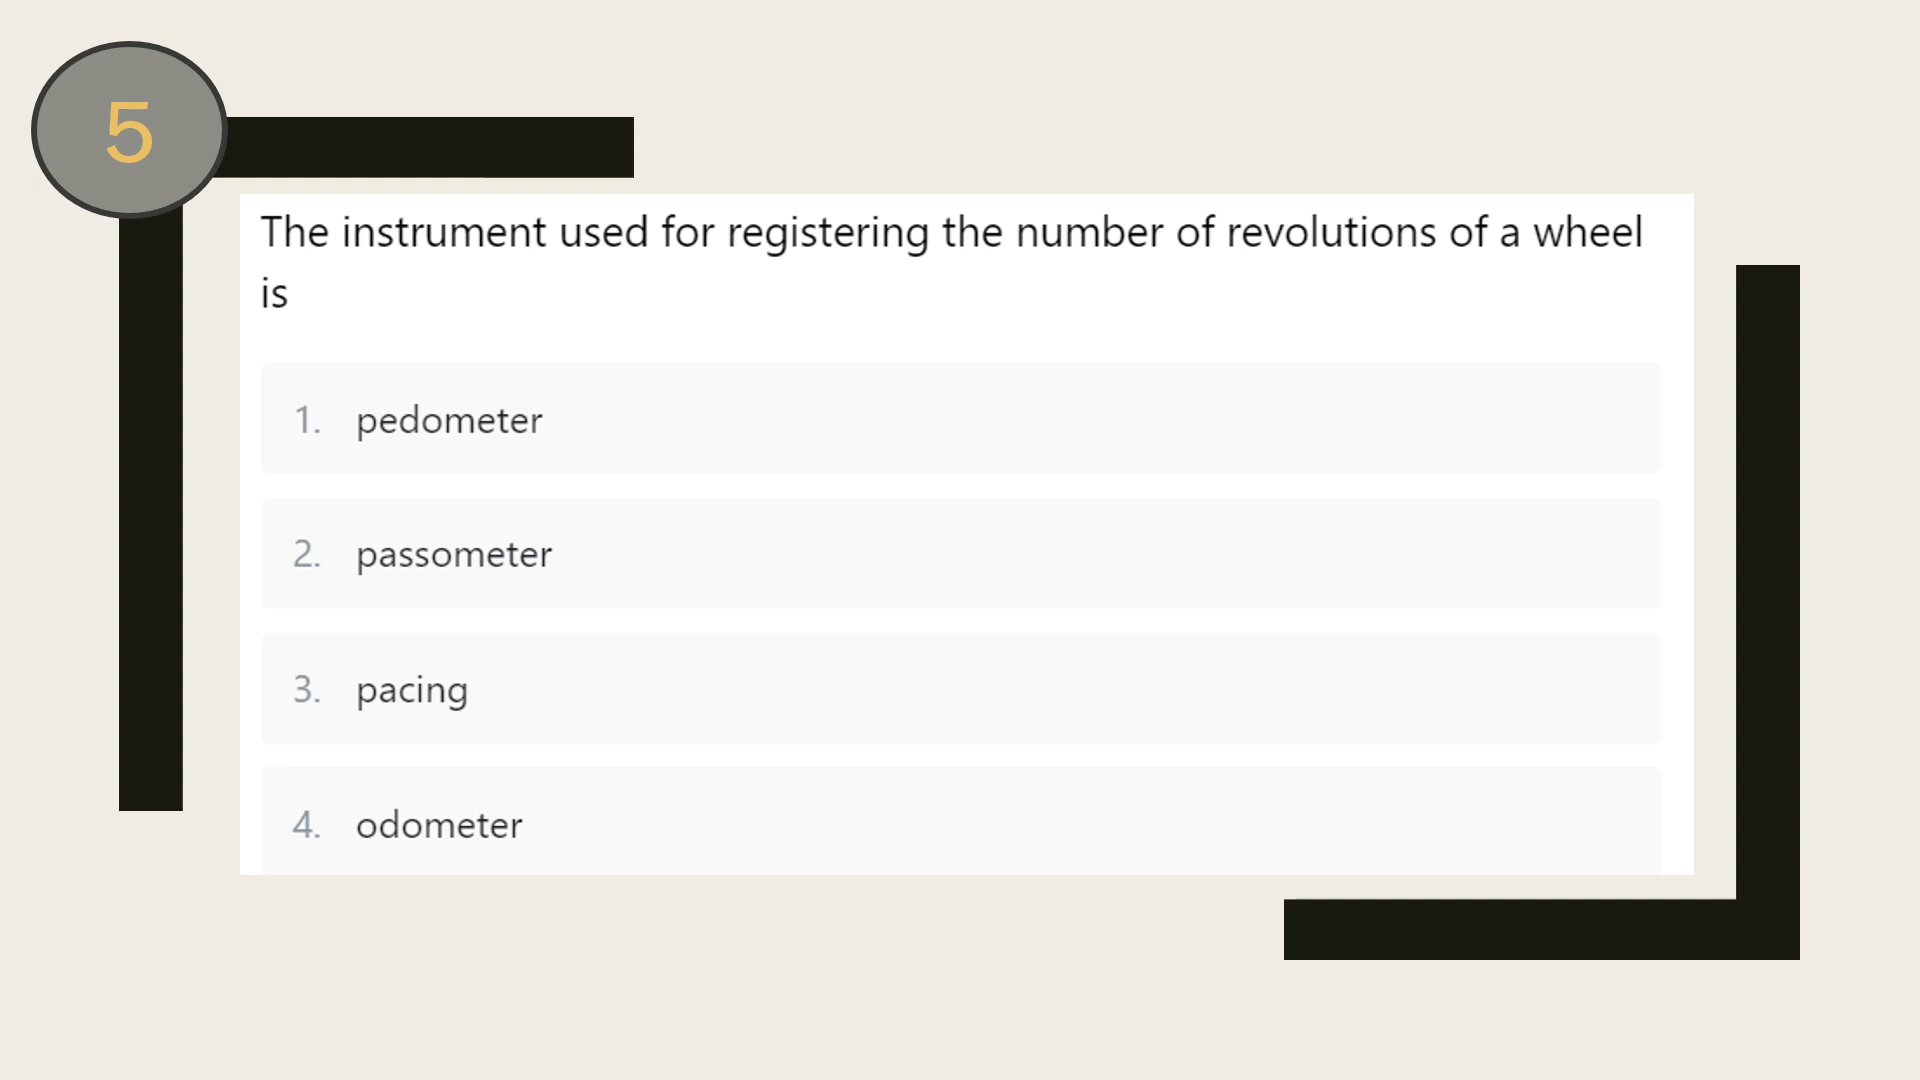 5
The instrument used for registering the number of revolutions of a wheel
is
1. pedometer
2. passometer
3. pacing
4. odometer